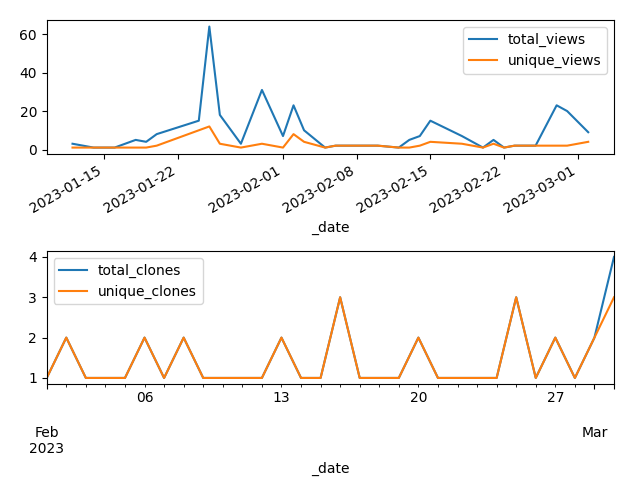 60
40
20
0
total_views
unique_views
2023-01-15
2023-01-22
2023-02-01
2023-02-08
2023-02-15
2023-02-22
2023-03-01
_date
4
3
2
1
total_clones
unique_clones
06
13
20
27
Feb
2023
Mar
_date